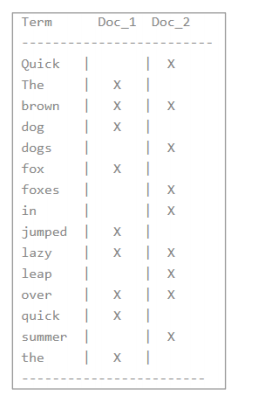 Term      Doc_1  Doc_2
-------------------------
Quick   |       |  X
The     |   X   |
brown   |   X   |  X
dog     |   X   |
dogs    |       |  X
fox     |   X   |
foxes   |       |  X
in      |       |  X
jumped  |   X   |
lazy    |   X   |  X
leap    |       |  X
over    |   X   |  X
quick   |   X   |
summer  |       |  X
the     |   X   |
------------------------